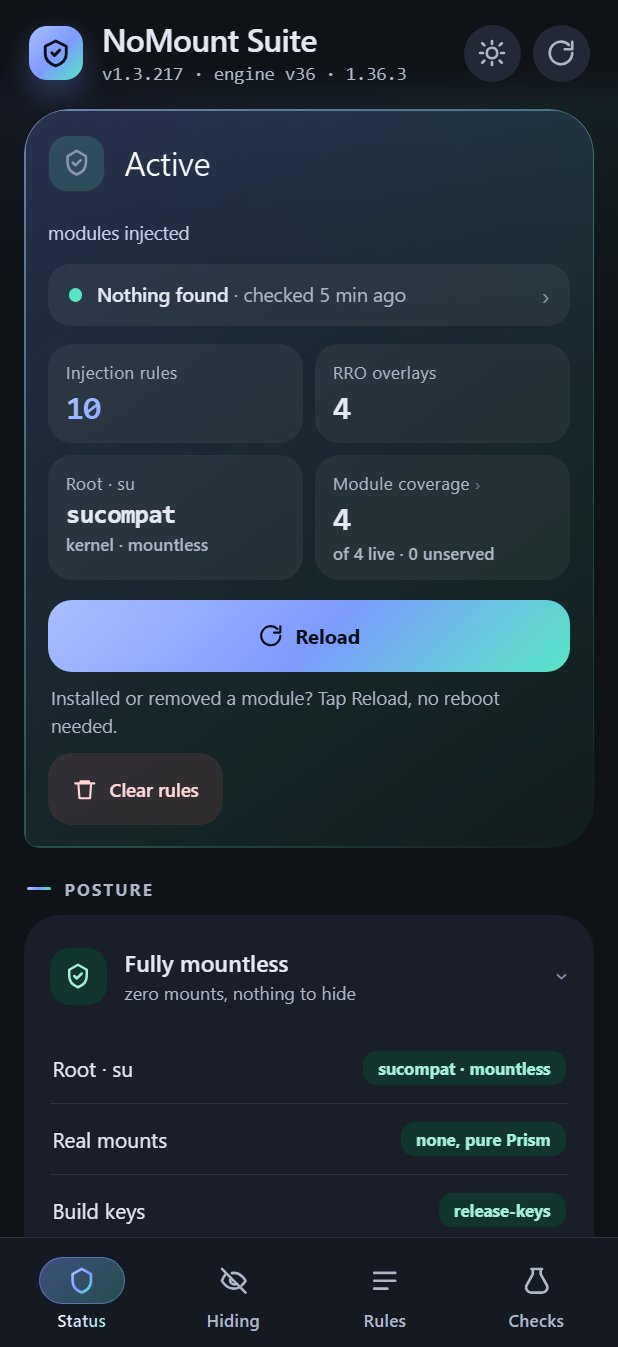 NoMount Suite
v1.3.217 · engine v36 · 1.36.3
Active
modules injected
Nothing found · checked 5 min ago ›
Injection rules
10
RRO overlays
4
Root · su
sucompat
kernel · mountless
Module coverage ›
4
of 4 live · 0 unserved
Reload
Installed or removed a module? Tap Reload, no reboot
needed.
Clear rules
POSTURE
Fully mountless
zero mounts, nothing to hide
Root · su
sucompat · mountless
Real mounts
none, pure Prism
Build keys
release-keys
Status
Hiding
Rules
Checks